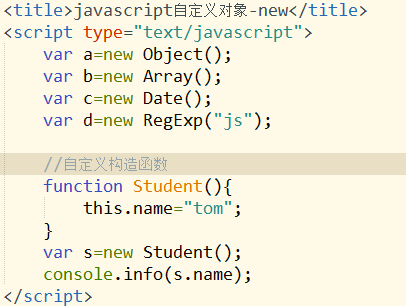 <title>javascript自定义对象-new</title>
<script type="text/javascript">
    var a=new Object();
    var b=new Array();
    var c=new Date();
    var d=new RegExp("js");

    //自定义构造函数
    function Student(){
        this.name="tom";
    }
    var s=new Student();
    console.info(s.name);
</script>